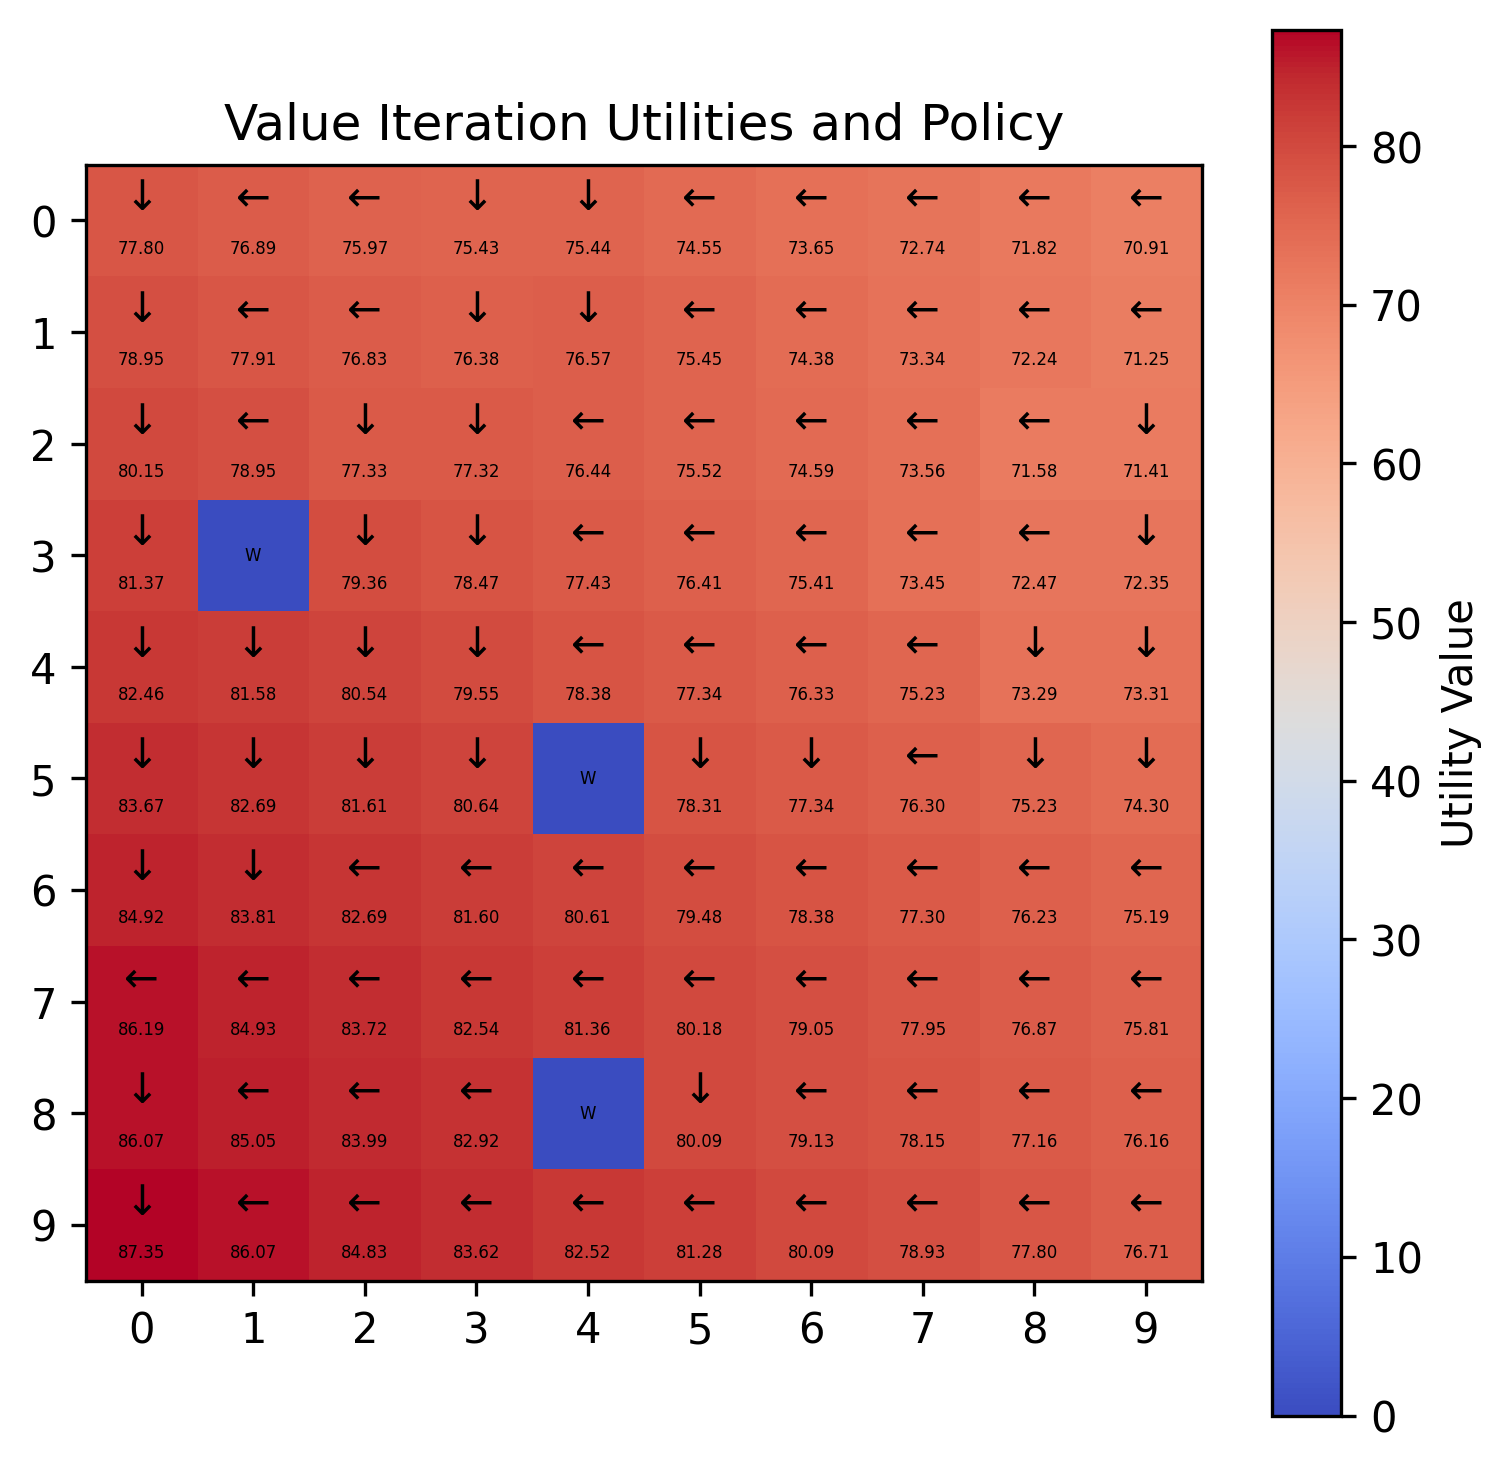 Value Iteration Utilities and Policy
0
↓ ← ← ↓ ↓ ← ← ← ← ←
77.80 76.89 75.97 75.43 75.44 74.55 73.65 72.74 71.82 70.91
1
↓ ← ← ↓ ↓ ← ← ← ← ←
78.95 77.91 76.83 76.38 76.57 75.45 74.38 73.34 72.24 71.25
2
↓ ← ↓ ↓ ← ← ← ← ← ↓
80.15 78.95 77.33 77.32 76.44 75.52 74.59 73.56 71.58 71.41
3
↓ W ↓ ↓ ← ← ← ← ← ↓
81.37 79.36 78.47 77.43 76.41 75.41 73.45 72.47 72.35
4
↓ ↓ ↓ ↓ ← ← ← ← ↓ ↓
82.46 81.58 80.54 79.55 78.38 77.34 76.33 75.23 73.29 73.31
5
↓ ↓ ↓ ↓ W ↓ ↓ ← ↓ ↓
83.67 82.69 81.61 80.64 78.31 77.34 76.30 75.23 74.30
6
↓ ↓ ← ← ← ← ← ← ← ←
84.92 83.81 82.69 81.60 80.61 79.48 78.38 77.30 76.23 75.19
7
← ← ← ← ← ← ← ← ← ←
86.19 84.93 83.72 82.54 81.36 80.18 79.05 77.95 76.87 75.81
8
↓ ← ← ← W ↓ ← ← ← ←
86.07 85.05 83.99 82.92 80.09 79.13 78.15 77.16 76.16
9
↓ ← ← ← ← ← ← ← ← ←
87.35 86.07 84.83 83.62 82.52 81.28 80.09 78.93 77.80 76.71
0 1 2 3 4 5 6 7 8 9
80
70
60
50
40
30
20
10
0
Utility Value